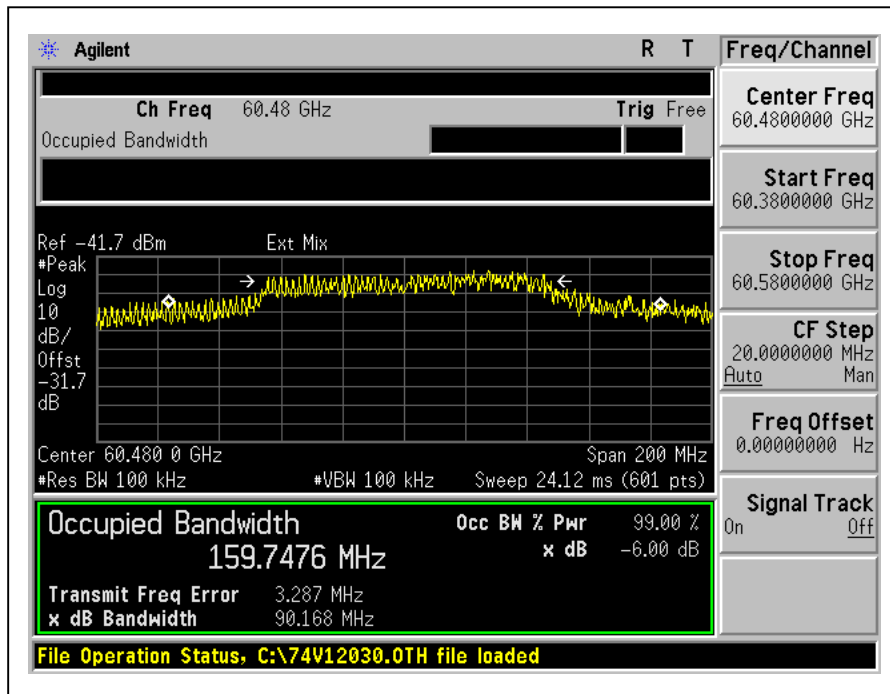 Agilent R T
Ch Freq 60.48 GHz Trig Free
Occupied Bandwidth
Ref -41.7 dBm Ext Mix
#Peak
Log
10
dB/
Offst
-31.7
dB
Center 60.480 0 GHz Span 200 MHz
#Res BW 100 kHz #VBW 100 kHz Sweep 24.12 ms (601 pts)
Occupied Bandwidth
159.7476 MHz
Occ BW % Pwr 99.00 %
x dB -6.00 dB
Transmit Freq Error 3.287 MHz
x dB Bandwidth 90.168 MHz
File Operation Status, C:\74V12030.OTH file loaded
Freq/Channel
Center Freq
60.4800000 GHz
Start Freq
60.3800000 GHz
Stop Freq
60.5800000 GHz
CF Step
20.0000000 MHz
Auto Man
Freq Offset
0.00000000 Hz
Signal Track
On Off